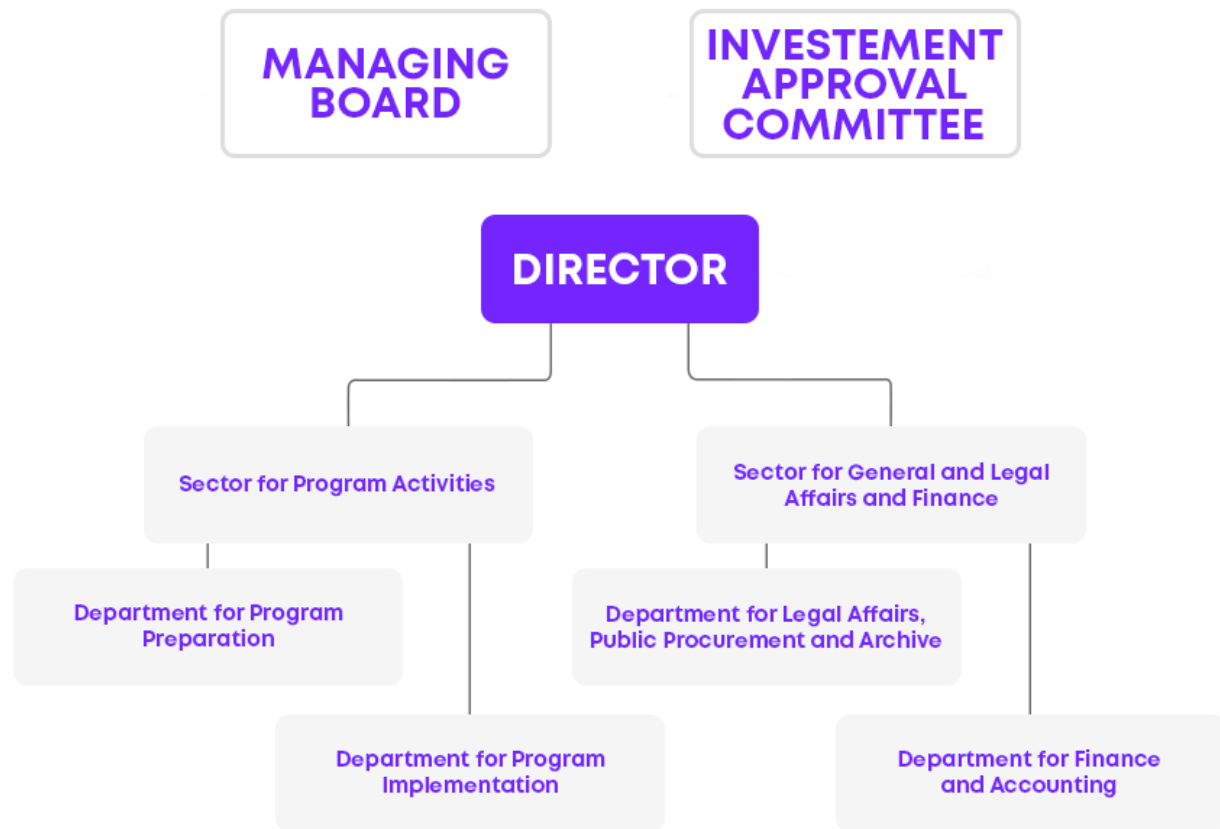 MANAGING
BOARD
INVESTEMENT
APPROVAL
COMMITTEE
DIRECTOR
Sector for Program Activities
Sector for General and Legal
Affairs and Finance
Department for Program
Preparation
Department for Legal Affairs,
Public Procurement and Archive
Department for Program
Implementation
Department for Finance
and Accounting